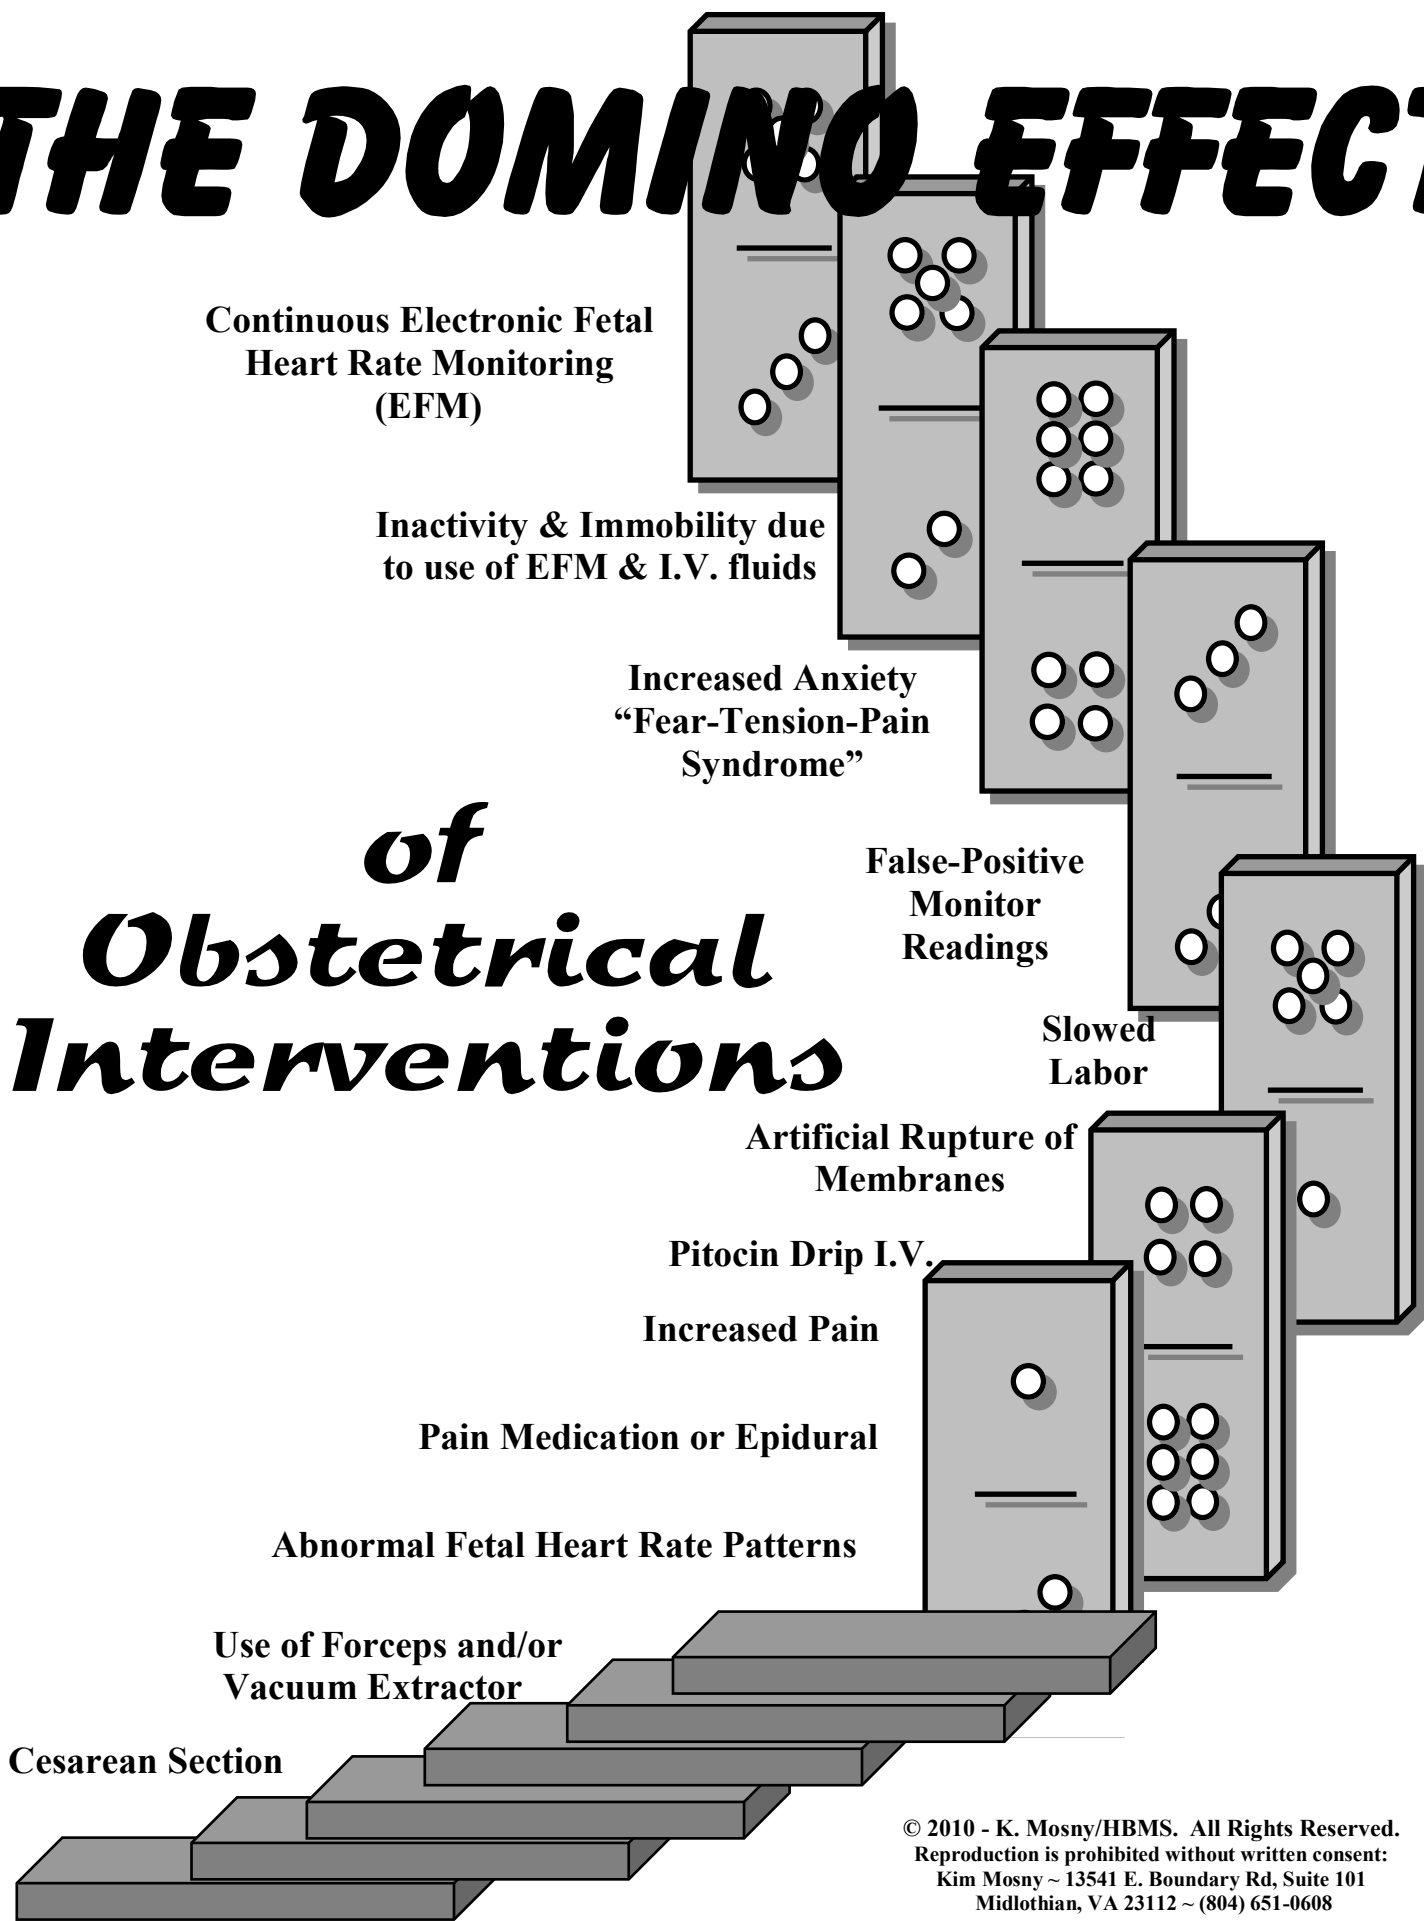 THE DOMINO EFFECT
Continuous Electronic Fetal
Heart Rate Monitoring
(EFM)
Inactivity & Immobility due
to use of EFM & I.V. fluids
Increased Anxiety
“Fear-Tension-Pain
Syndrome”
of
Obstetrical
Interventions
False-Positive
Monitor
Readings
Slowed
Labor
Artificial Rupture of
Membranes
Pitocin Drip I.V.
Increased Pain
Pain Medication or Epidural
Abnormal Fetal Heart Rate Patterns
Use of Forceps and/or
Vacuum Extractor
Cesarean Section
© 2010 - K. Mosny/HBMS.  All Rights Reserved.
Reproduction is prohibited without written consent:
Kim Mosny ~ 13541 E. Boundary Rd, Suite 101
Midlothian, VA 23112 ~ (804) 651-0608